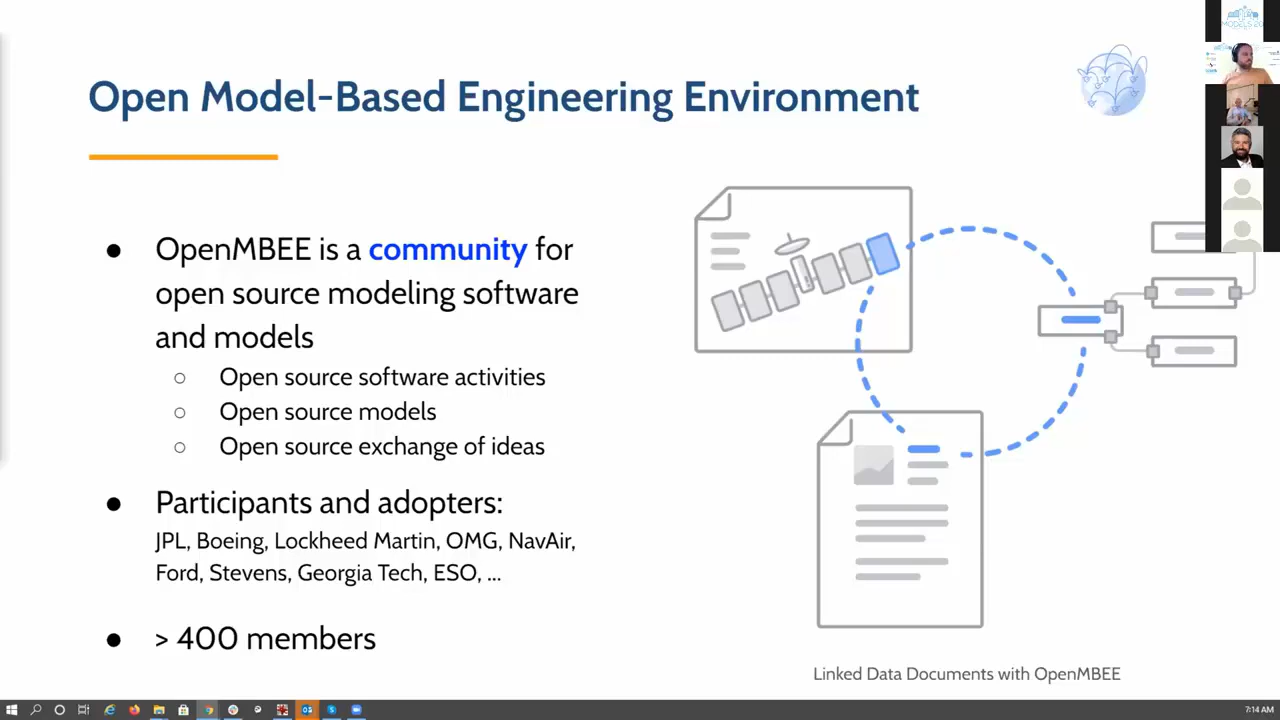 Open Model-Based Engineering Environment
● OpenMBEE is a community for
open source modeling software
and models
○ Open source software activities
○ Open source models
○ Open source exchange of ideas
● Participants and adopters:
JPL, Boeing, Lockheed Martin, OMG, NavAir,
Ford, Stevens, Georgia Tech, ESO, ...
● > 400 members
Linked Data Documents with OpenMBEE
7:14 AM